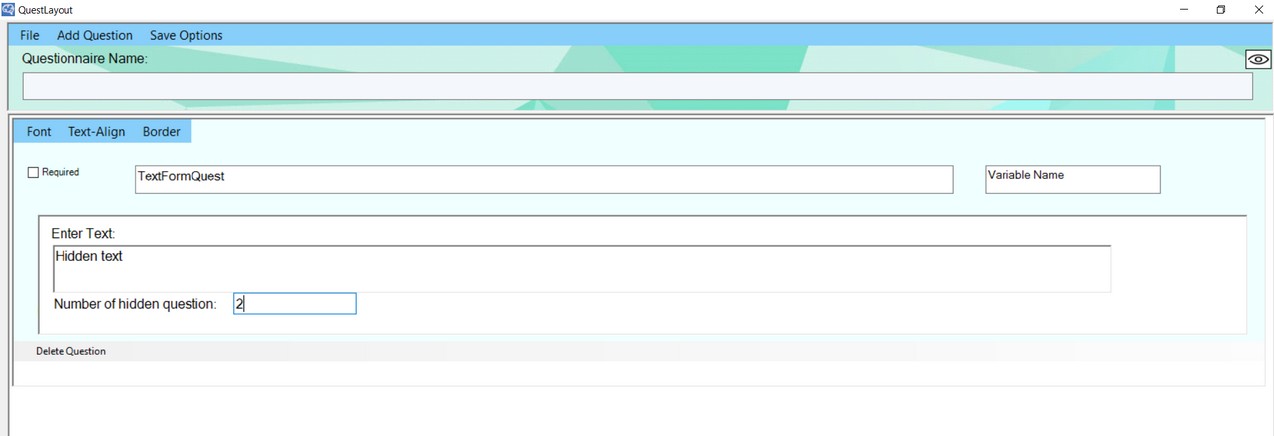 QuestLayout
File Add Question Save Options
Questionnaire Name:
Font Text-Align Border
Required TextFormQuest Variable Name
Enter Text:
Hidden text
Number of hidden question: 2
Delete Question